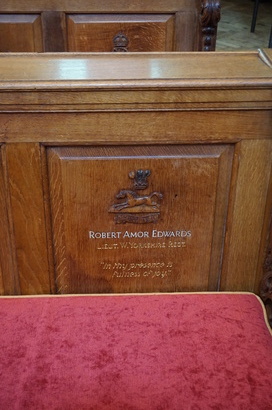 ROBERT AMOR EDWARDS
LIEUT. W. YORKSHIRE REGT.
"In thy presence is
fulness of joy."